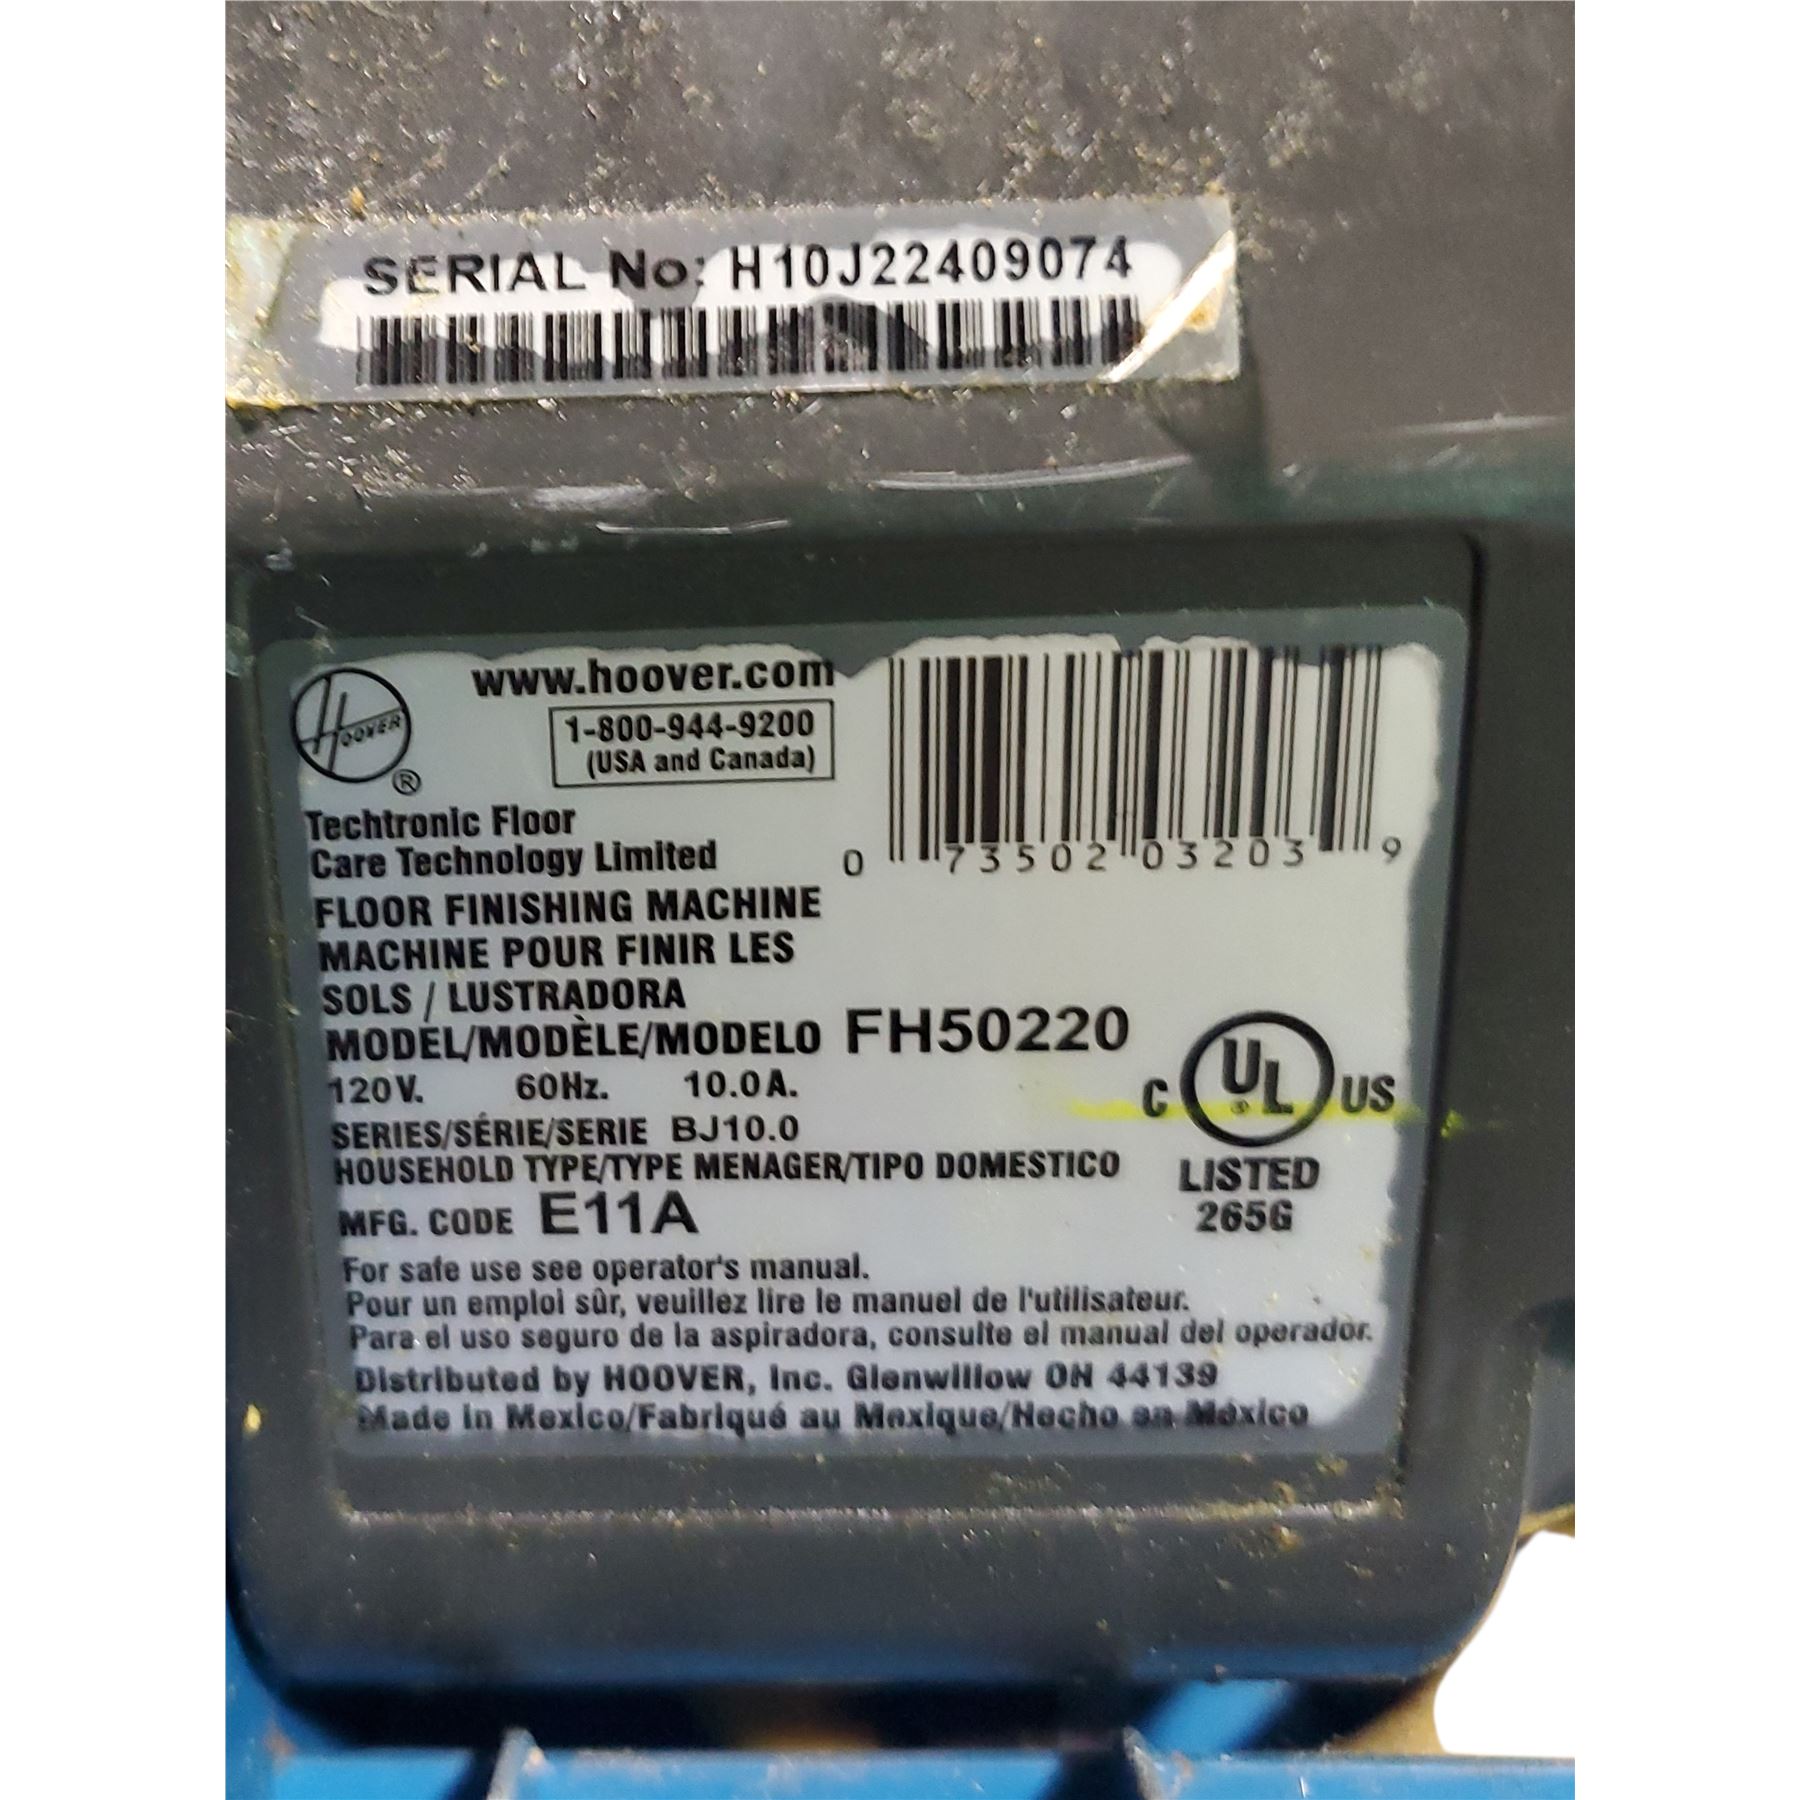 SERIAL No: H10J22409074
HOOVER ®
www.hoover.com
1-800-944-9200
(USA and Canada)
Techtronic Floor
Care Technology Limited
0 73502 03203 9
FLOOR FINISHING MACHINE
MACHINE POUR FINIR LES
SOLS / LUSTRADORA
MODEL/MODÈLE/MODELO FH50220
120V. 60Hz. 10.0A.
C UL ® US
SERIES/SÉRIE/SERIE BJ10.0
HOUSEHOLD TYPE/TYPE MENAGER/TIPO DOMESTICO
LISTED
265G
MFG. CODE E11A
For safe use see operator's manual.
Pour un emploi sûr, veuillez lire le manuel de l'utilisateur.
Para el uso seguro de la aspiradora, consulte el manual del operador.
Distributed by HOOVER, Inc. Glenwillow OH 44139
Made in Mexico/Fabriqué au Mexique/Hecho en México